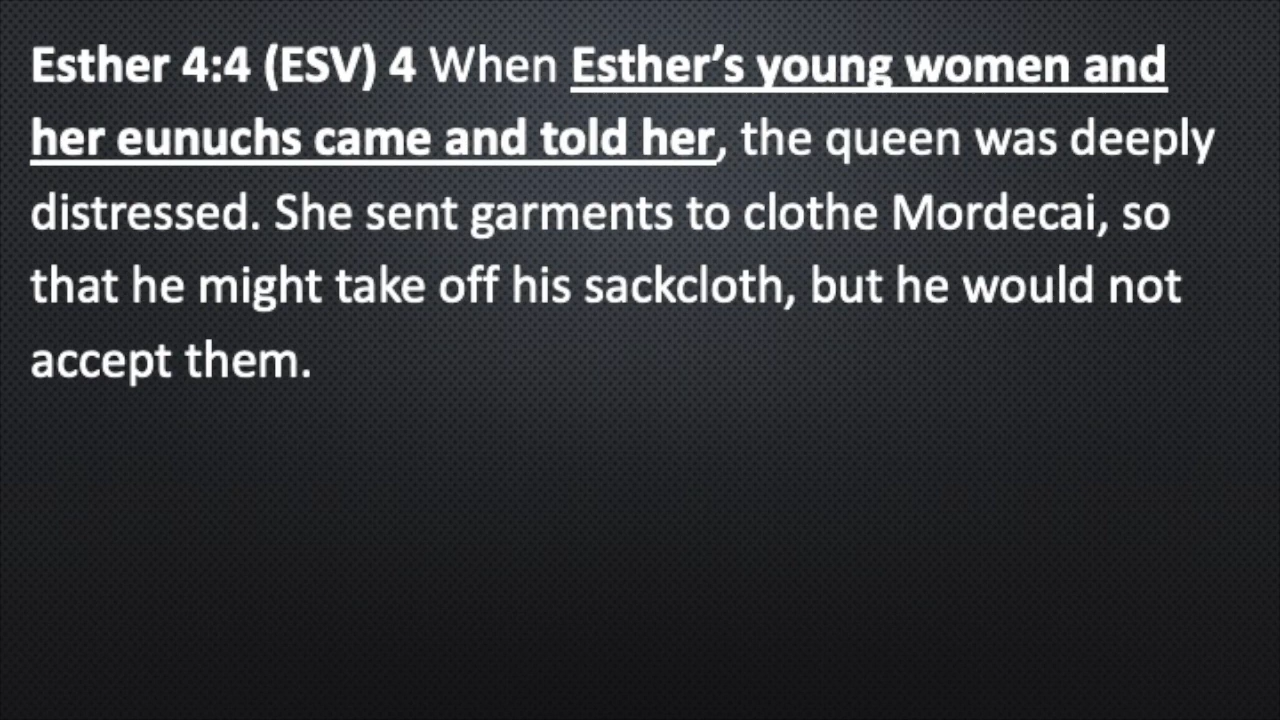 Esther 4:4 (ESV) 4 When Esther’s young women and
her eunuchs came and told her, the queen was deeply
distressed. She sent garments to clothe Mordecai, so
that he might take off his sackcloth, but he would not
accept them.